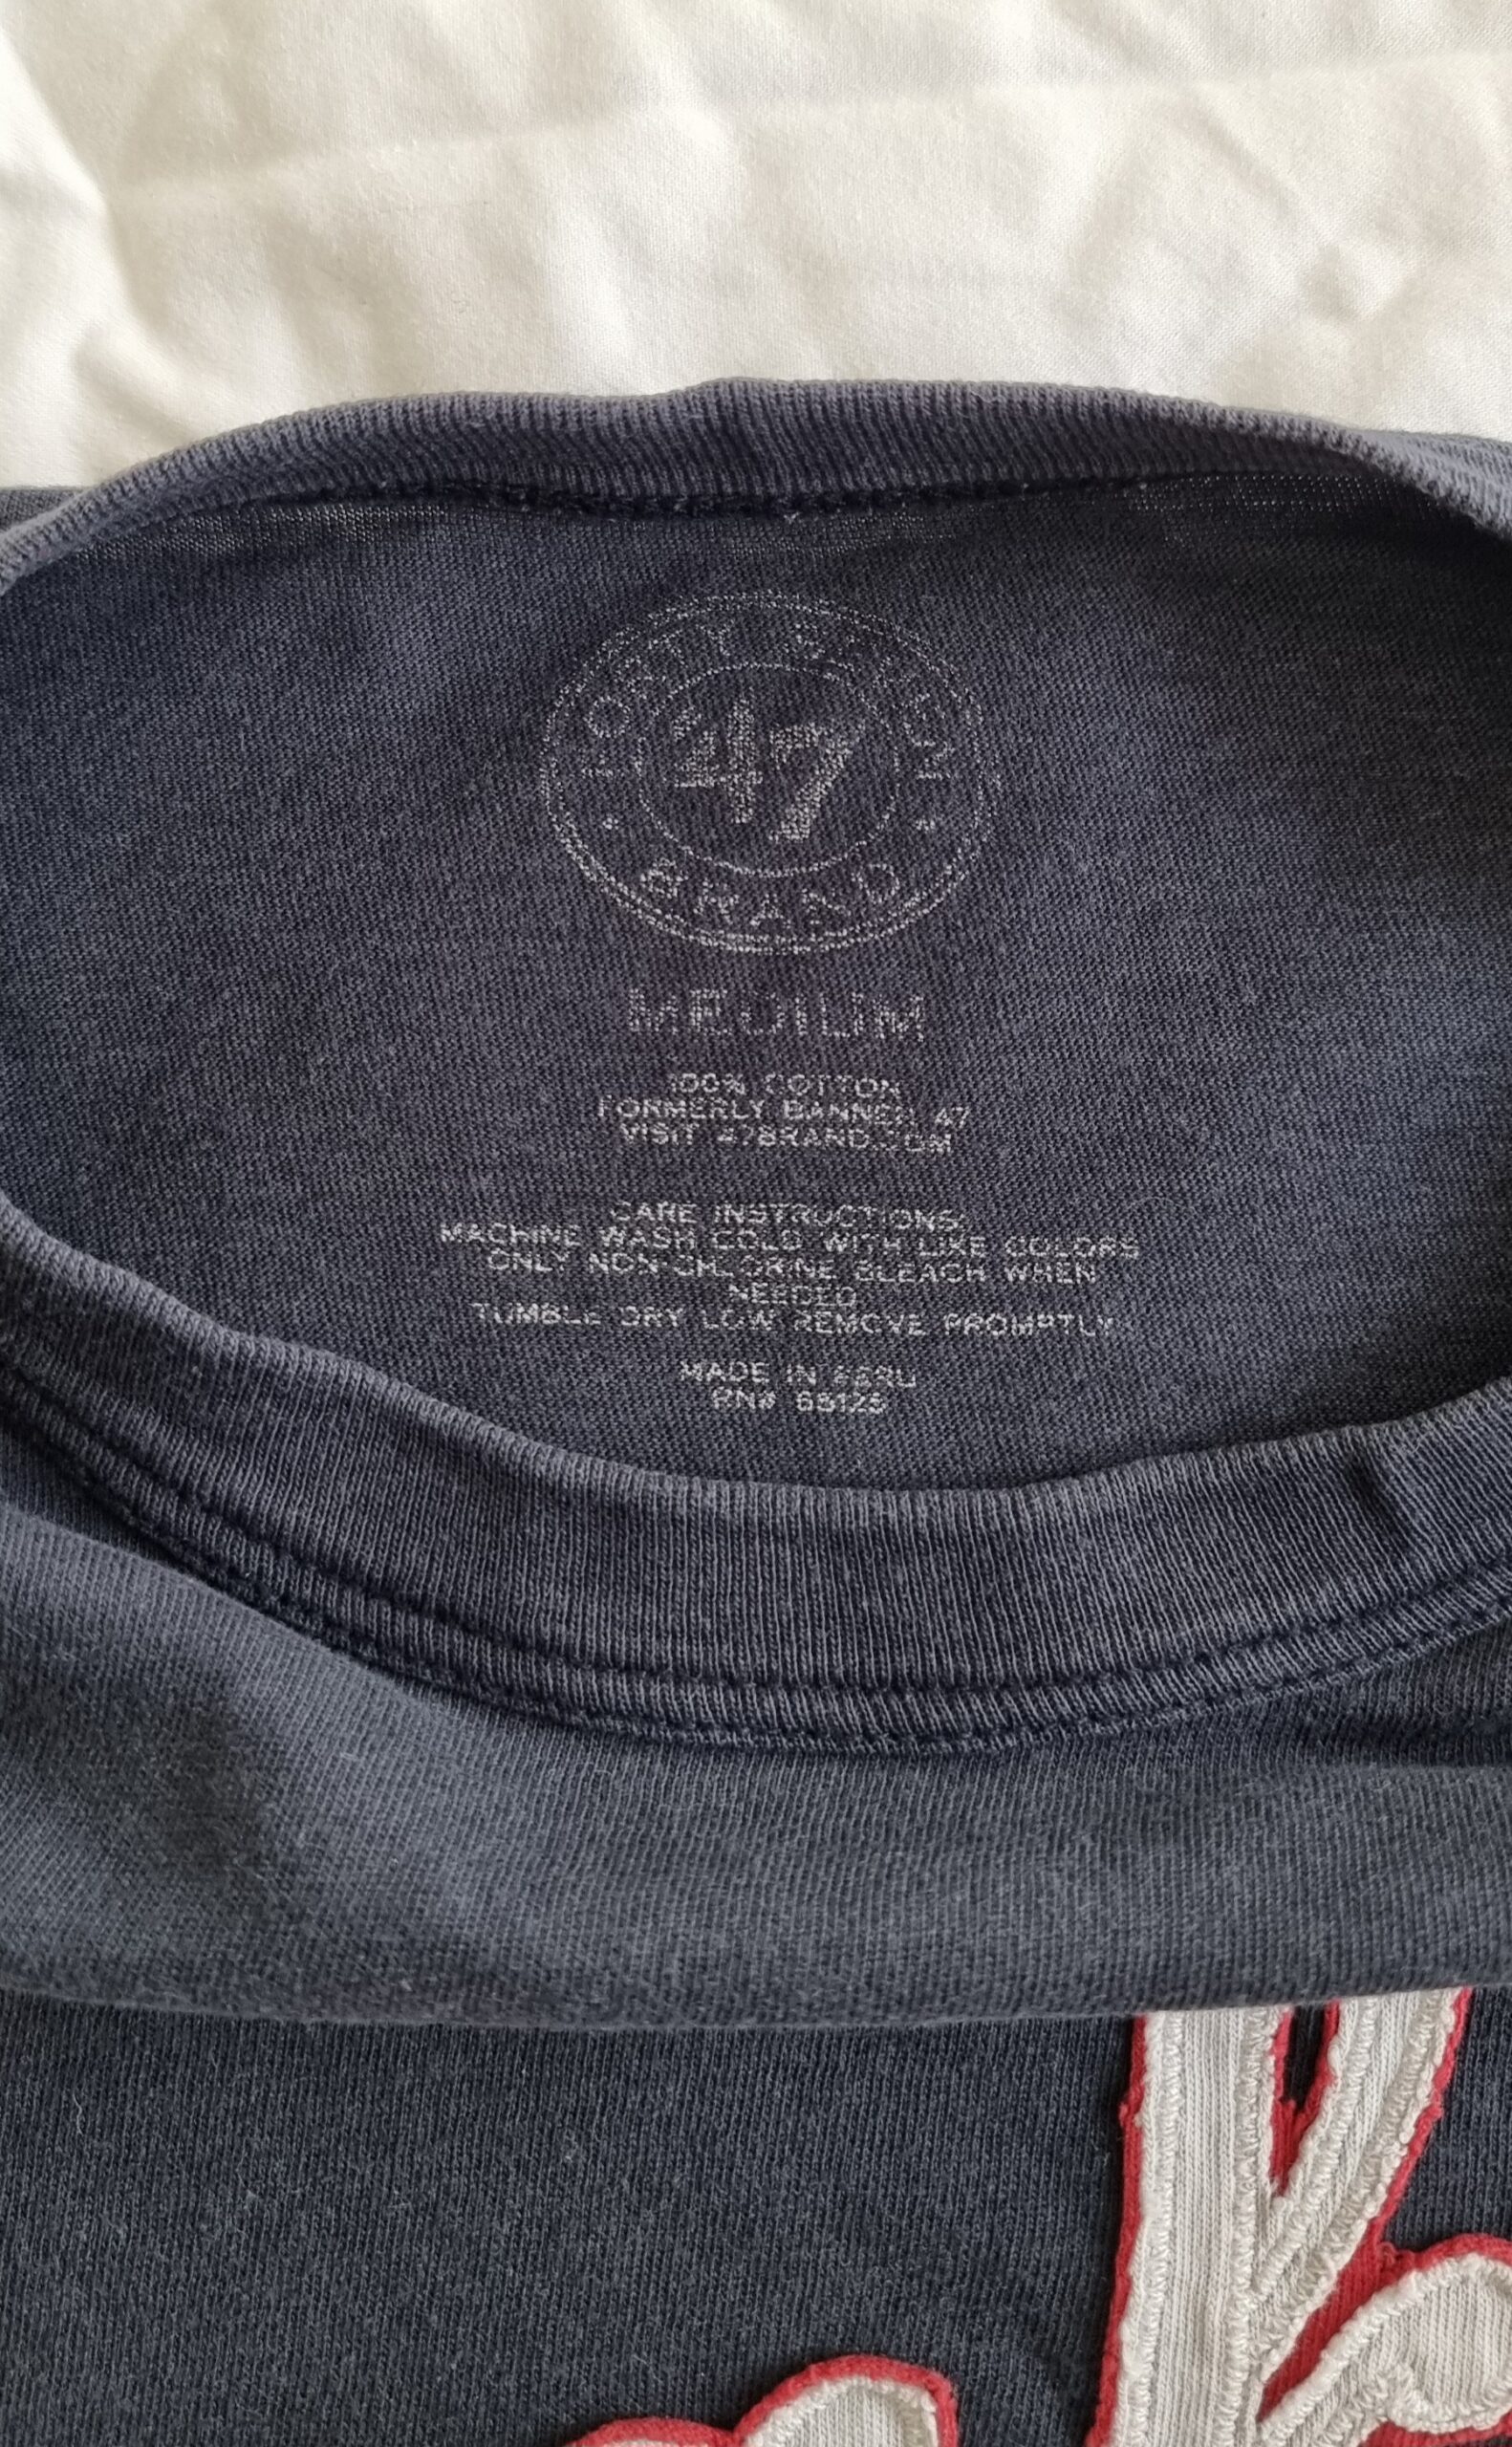 FORTY SEVEN
47
BRAND
MEDIUM
100% COTTON
FORMERLY BANNER 47
VISIT 47BRAND.COM
CARE INSTRUCTIONS:
MACHINE WASH COLD WITH LIKE COLORS
ONLY NON-CHLORINE BLEACH WHEN
NEEDED
TUMBLE DRY LOW REMOVE PROMPTLY
MADE IN PERU
RN#